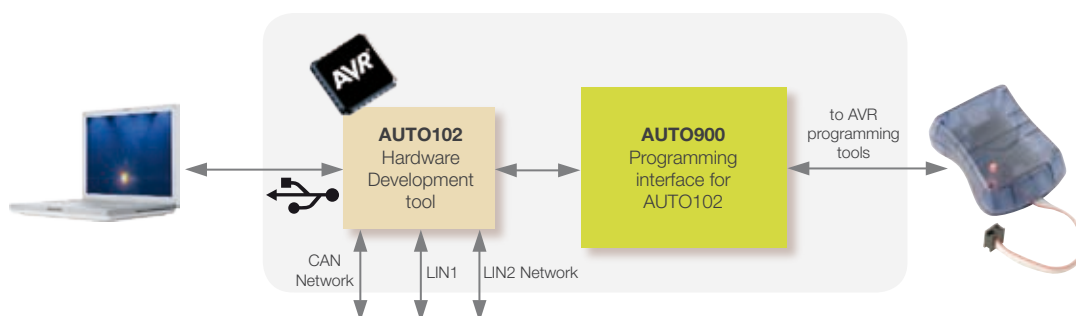 AVR
AUTO102
Hardware
Development
tool
AUTO900
Programming
interface for
AUTO102
to AVR
programming
tools
CAN
Network
LIN1
LIN2 Network